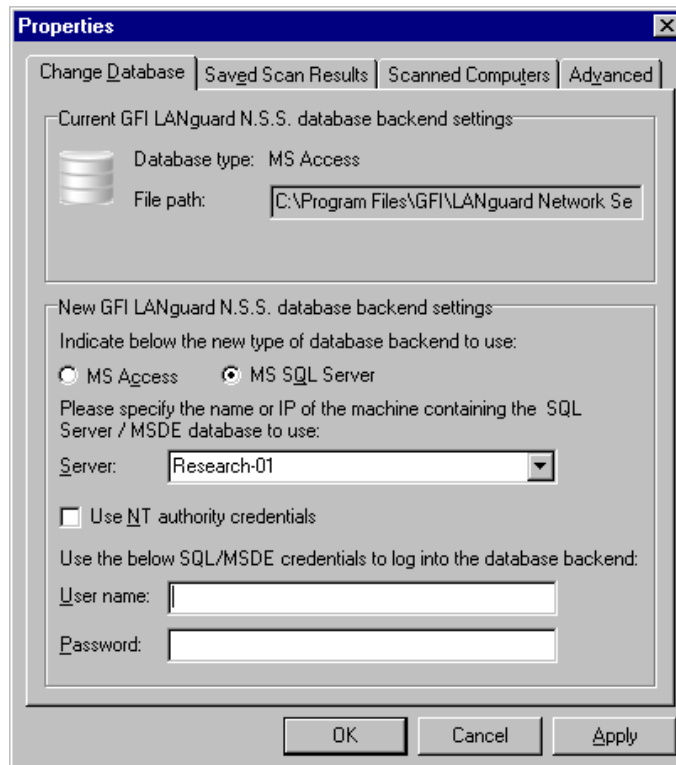 Properties
Change Database
Saved Scan Results
Scanned Computers
Advanced
Current GFI LANguard N.S.S. database backend settings
Database type: MS Access
File path: C:\Program Files\GFI\LANguard Network Se
New GFI LANguard N.S.S. database backend settings
Indicate below the new type of database backend to use:
MS Access
MS SQL Server
Please specify the name or IP of the machine containing the SQL
Server / MSDE database to use:
Server: Research-01
Use NT authority credentials
Use the below SQL/MSDE credentials to log into the database backend:
User name:
Password:
OK
Cancel
Apply